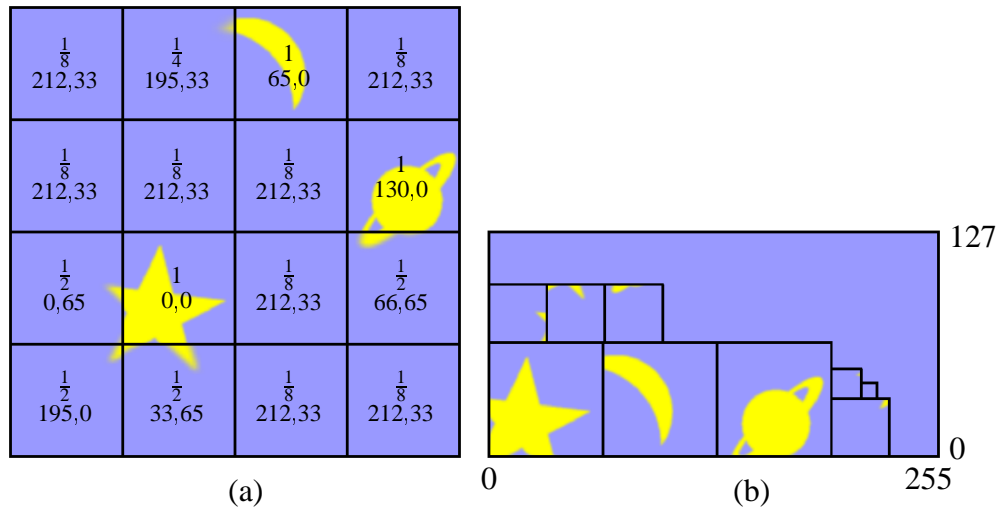 1/8 1/4 1 1/8
212,33 195,33 65,0 212,33
1/8 1/8 1/8 1
212,33 212,33 212,33 130,0
1/2 1 1/8 1/2
0,65 0,0 212,33 66,65
1/2 1/2 1/8 1/8
195,0 33,65 212,33 212,33
(a)
127
0
0 255
(b)